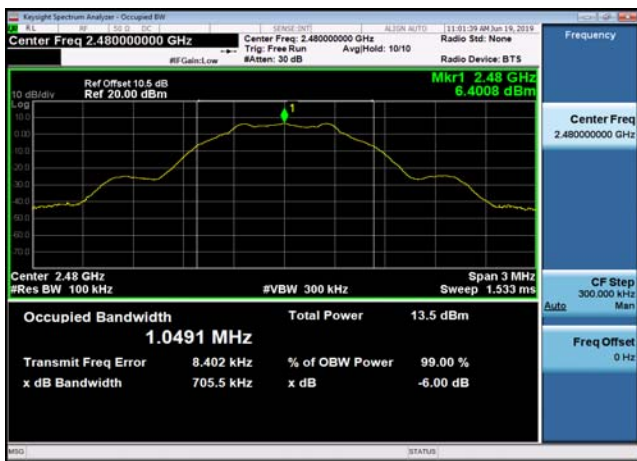 Keysight Spectrum Analyzer - Occupied BW
RL RF 50 Ω DC SENSE:INT ALIGN AUTO 11:01:39 AM Jun 19, 2019
Center Freq 2.480000000 GHz
Center Freq: 2.480000000 GHz
Radio Std: None
Trig: Free Run Avg|Hold: 10/10
#IFGain:Low #Atten: 30 dB Radio Device: BTS
Frequency
Mkr1 2.48 GHz
6.4008 dBm
Ref Offset 10.5 dB
10 dB/div Ref 20.00 dBm
Log
10.0
0.00
1
Center Freq
2.480000000 GHz
Center 2.48 GHz Span 3 MHz
#Res BW 100 kHz #VBW 300 kHz Sweep 1.533 ms
CF Step
300.000 kHz
Auto Man
Occupied Bandwidth Total Power 13.5 dBm
1.0491 MHz
Transmit Freq Error 8.402 kHz % of OBW Power 99.00 %
x dB Bandwidth 705.5 kHz x dB -6.00 dB
Freq Offset
0 Hz
MSG STATUS